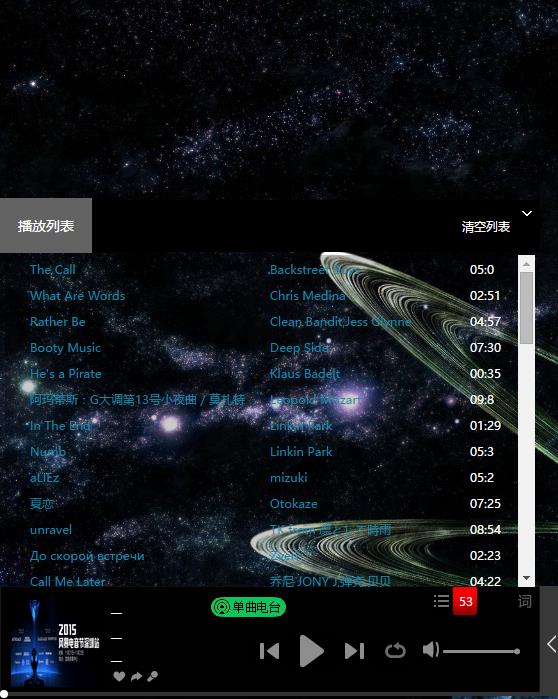 播放列表
清空列表
The Call Backstreet 05:0
What Are Words Chris Medina 02:51
Rather Be Clean Bandit,Jess Glynne 04:57
Booty Music Deep Side 07:30
He's a Pirate Klaus Badelt 00:35
阿玛蒂斯：G大调第13号小夜曲 / 莫扎特 Leopold Mozart 09:8
In The End Linkin Park 01:29
Numb Linkin Park 05:3
aLIEz mizuki 05:2
夏恋 Otokaze 07:25
unravel 時雨 08:54
До скорой встречи 02:23
Call Me Later 乔尼 JONY J 贝贝 04:22
单曲电台
53
词
2015